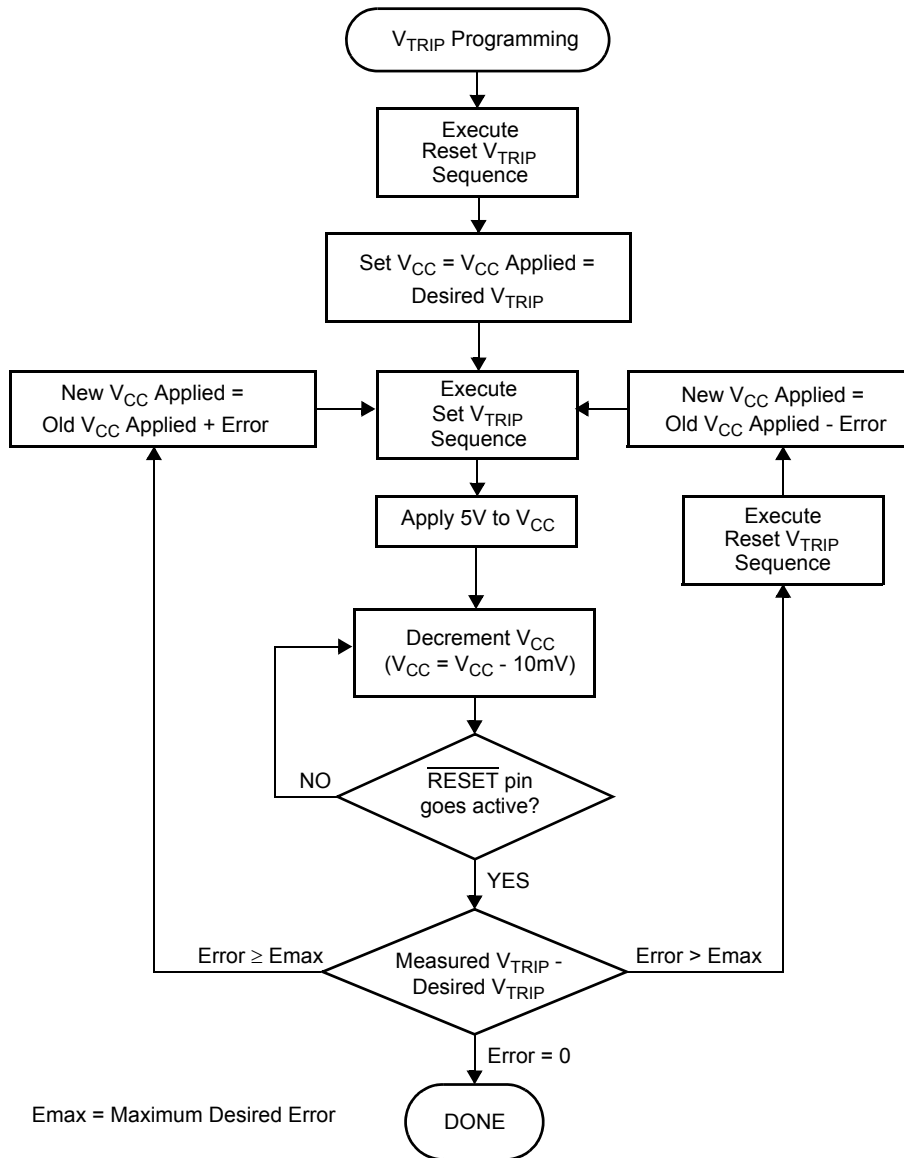 V_TRIP Programming
Execute
Reset V_TRIP
Sequence
Set V_CC = V_CC Applied =
Desired V_TRIP
New V_CC Applied =
Old V_CC Applied + Error
Execute
Set V_TRIP
Sequence
New V_CC Applied =
Old V_CC Applied - Error
Apply 5V to V_CC
Execute
Reset V_TRIP
Sequence
Decrement V_CC
(V_CC = V_CC - 10mV)
NO
R̅E̅S̅E̅T̅ pin
goes active?
YES
Error ≥ Emax
Measured V_TRIP -
Desired V_TRIP
Error > Emax
Error = 0
Emax = Maximum Desired Error
DONE